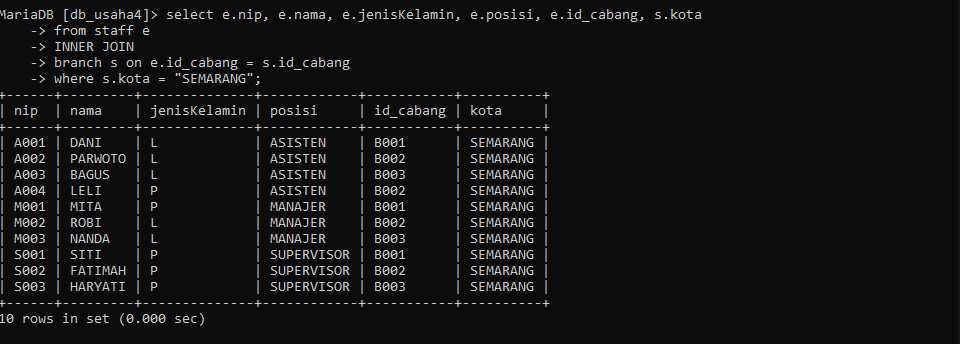 MariaDB [db_usaha4]> select e.nip, e.nama, e.jenisKelamin, e.posisi, e.id_cabang, s.kota
    -> from staff e
    -> INNER JOIN
    -> branch s on e.id_cabang = s.id_cabang
    -> where s.kota = "SEMARANG";
+------+---------+--------------+------------+-----------+----------+
| nip  | nama    | jenisKelamin | posisi     | id_cabang | kota     |
+------+---------+--------------+------------+-----------+----------+
| A001 | DANI    | L            | ASISTEN    | B001      | SEMARANG |
| A002 | PARWOTO | L            | ASISTEN    | B002      | SEMARANG |
| A003 | BAGUS   | L            | ASISTEN    | B003      | SEMARANG |
| A004 | LELI    | P            | ASISTEN    | B002      | SEMARANG |
| M001 | MITA    | P            | MANAJER    | B001      | SEMARANG |
| M002 | ROBI    | L            | MANAJER    | B002      | SEMARANG |
| M003 | NANDA   | L            | MANAJER    | B003      | SEMARANG |
| S001 | SITI    | P            | SUPERVISOR | B001      | SEMARANG |
| S002 | FATIMAH | P            | SUPERVISOR | B002      | SEMARANG |
| S003 | HARYATI | P            | SUPERVISOR | B003      | SEMARANG |
+------+---------+--------------+------------+-----------+----------+
10 rows in set (0.000 sec)